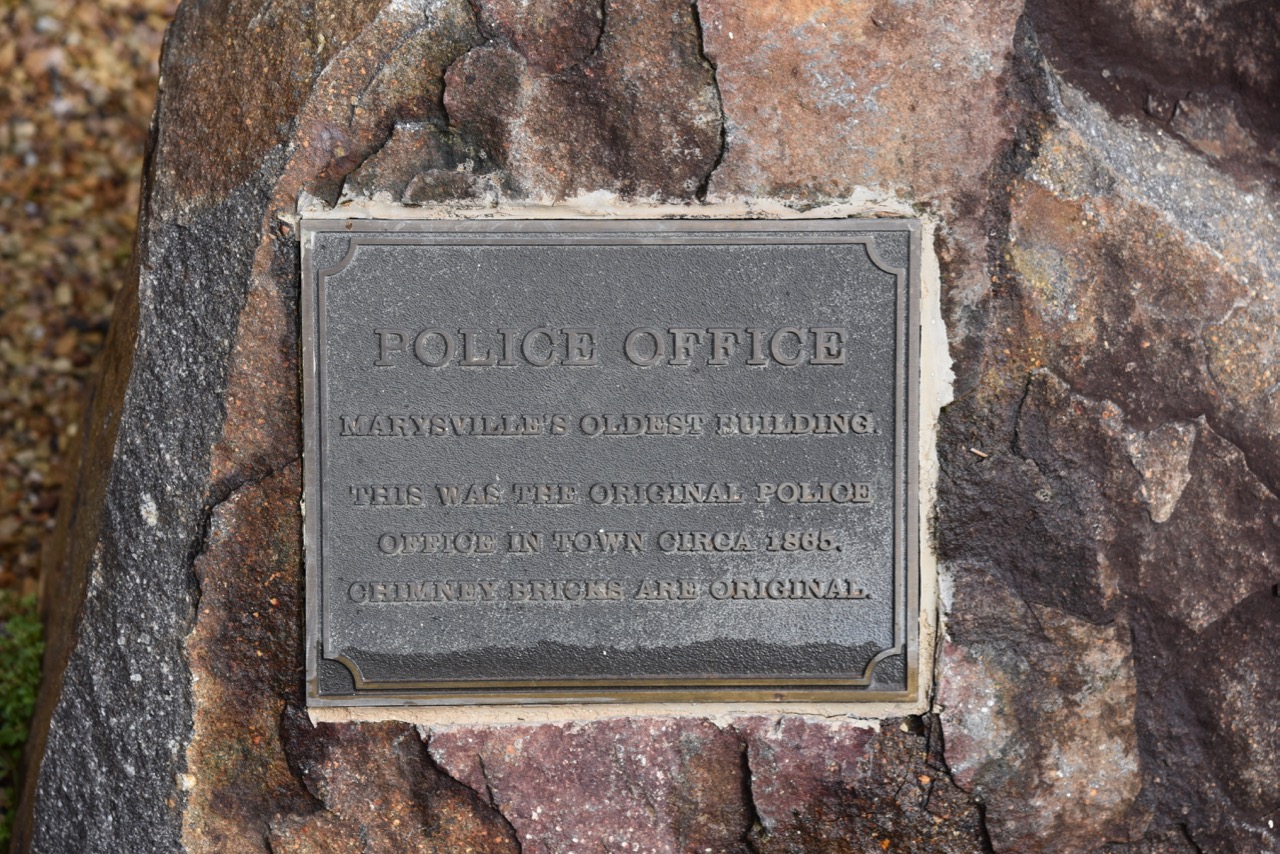 POLICE OFFICE
MARYSVILLE'S OLDEST BUILDING.
THIS WAS THE ORIGINAL POLICE
OFFICE IN TOWN CIRCA 1865.
CHIMNEY BRICKS ARE ORIGINAL.